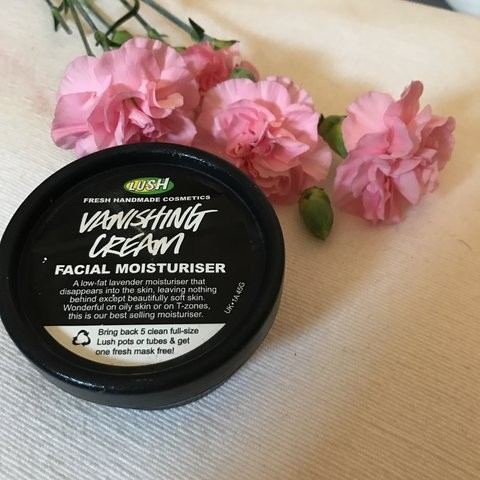 LUSH
FRESH HANDMADE COSMETICS
VANISHING
CREAM
FACIAL MOISTURISER
A low-fat lavender moisturiser that
disappears into the skin, leaving nothing
behind except beautifully soft skin.
Wonderful on oily skin or on T-zones,
this is our best selling moisturiser.
Bring back 5 clean full-size
Lush pots or tubes & get
one fresh mask free!